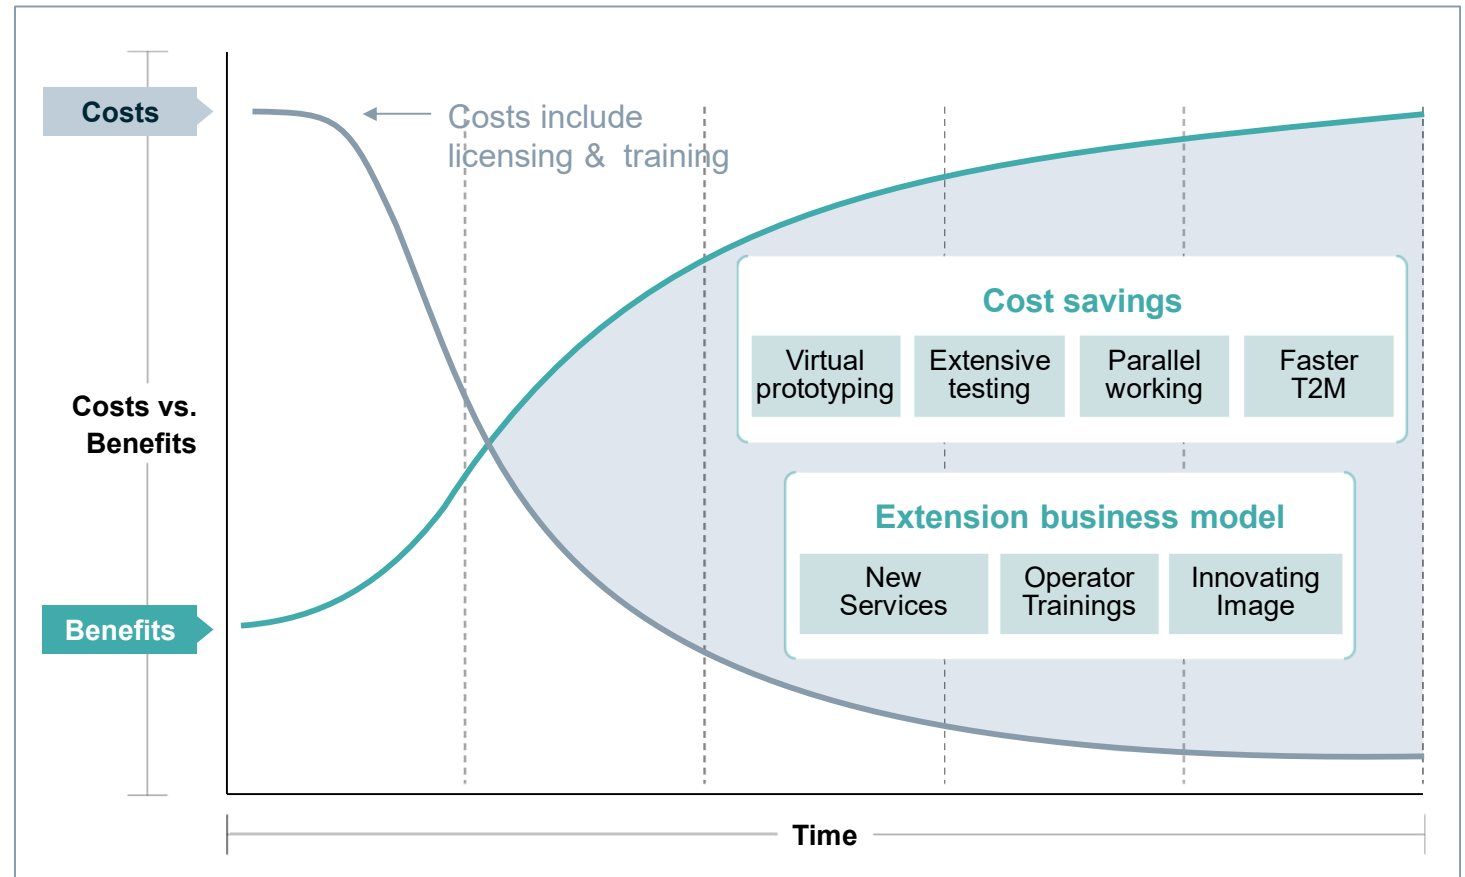 Costs
Costs include
licensing & training
Cost savings
Virtual
prototyping
Extensive
testing
Parallel
working
Faster
T2M
Costs vs.
Benefits
Extension business model
New
Services
Operator
Trainings
Innovating
Image
Benefits
Time